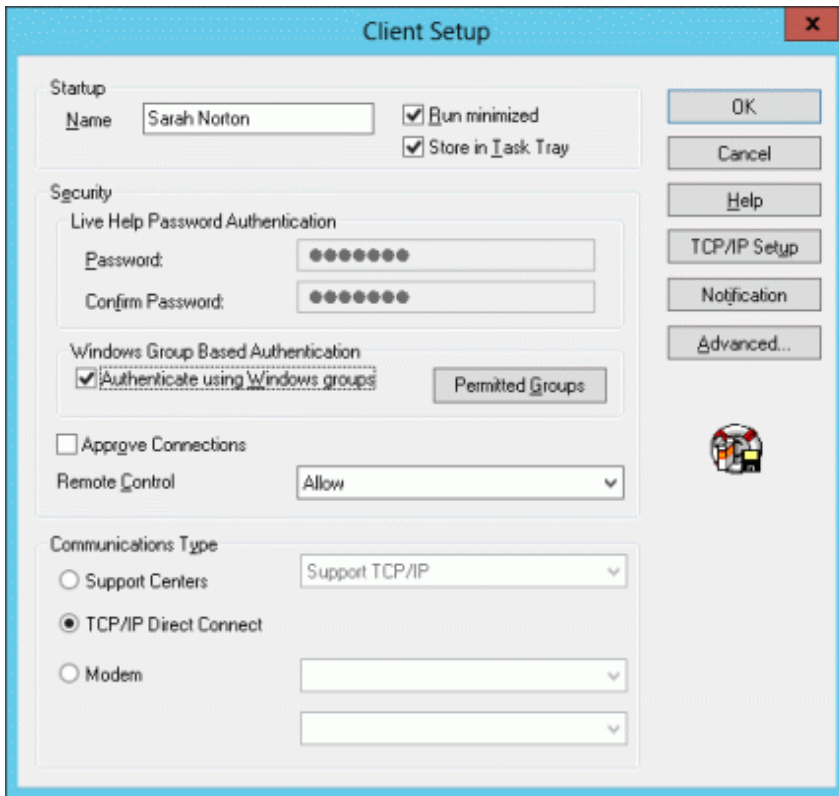 Client Setup
x
Startup
Name Sarah Norton
Run minimized
Store in Task Tray
OK
Cancel
Help
TCP/IP Setup
Notification
Advanced...
Security
Live Help Password Authentication
Password: ●●●●●●●
Confirm Password: ●●●●●●●
Windows Group Based Authentication
Authenticate using Windows groups
Permitted Groups
Approve Connections
Remote Control Allow
Communications Type
Support Centers Support TCP/IP
TCP/IP Direct Connect
Modem